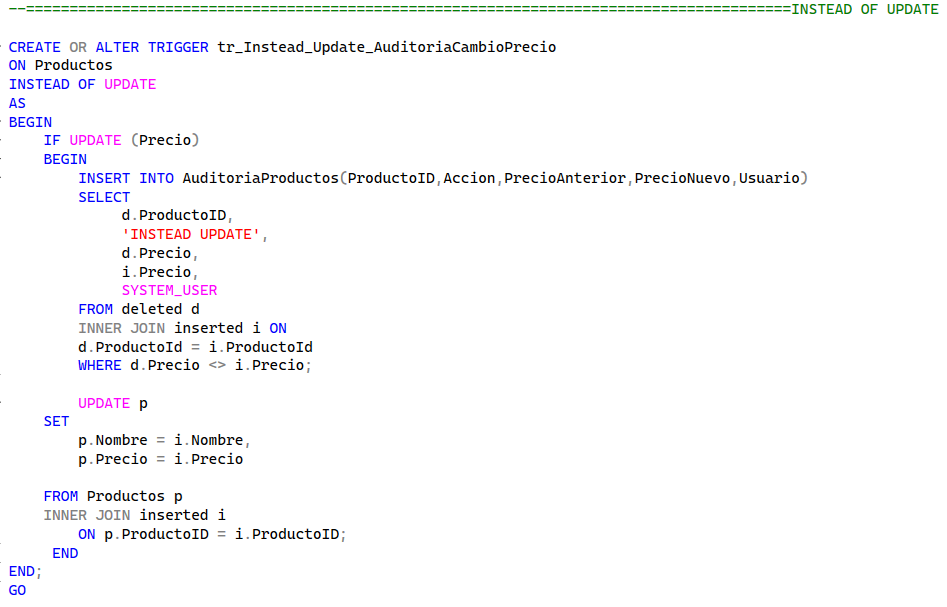 --========================================================================================INSTEAD OF UPDATE
CREATE OR ALTER TRIGGER tr_Instead_Update_AuditoriaCambioPrecio
ON Productos
INSTEAD OF UPDATE
AS
BEGIN
    IF UPDATE (Precio)
    BEGIN
        INSERT INTO AuditoriaProductos(ProductoID,Accion,PrecioAnterior,PrecioNuevo,Usuario)
        SELECT
             d.ProductoID,
             'INSTEAD UPDATE',
             d.Precio,
             i.Precio,
             SYSTEM_USER
        FROM deleted d
        INNER JOIN inserted i ON
        d.ProductoId = i.ProductoId
        WHERE d.Precio <> i.Precio;
        UPDATE p
    SET
        p.Nombre = i.Nombre,
        p.Precio = i.Precio
    FROM Productos p
    INNER JOIN inserted i
        ON p.ProductoID = i.ProductoID;
     END
END;
GO